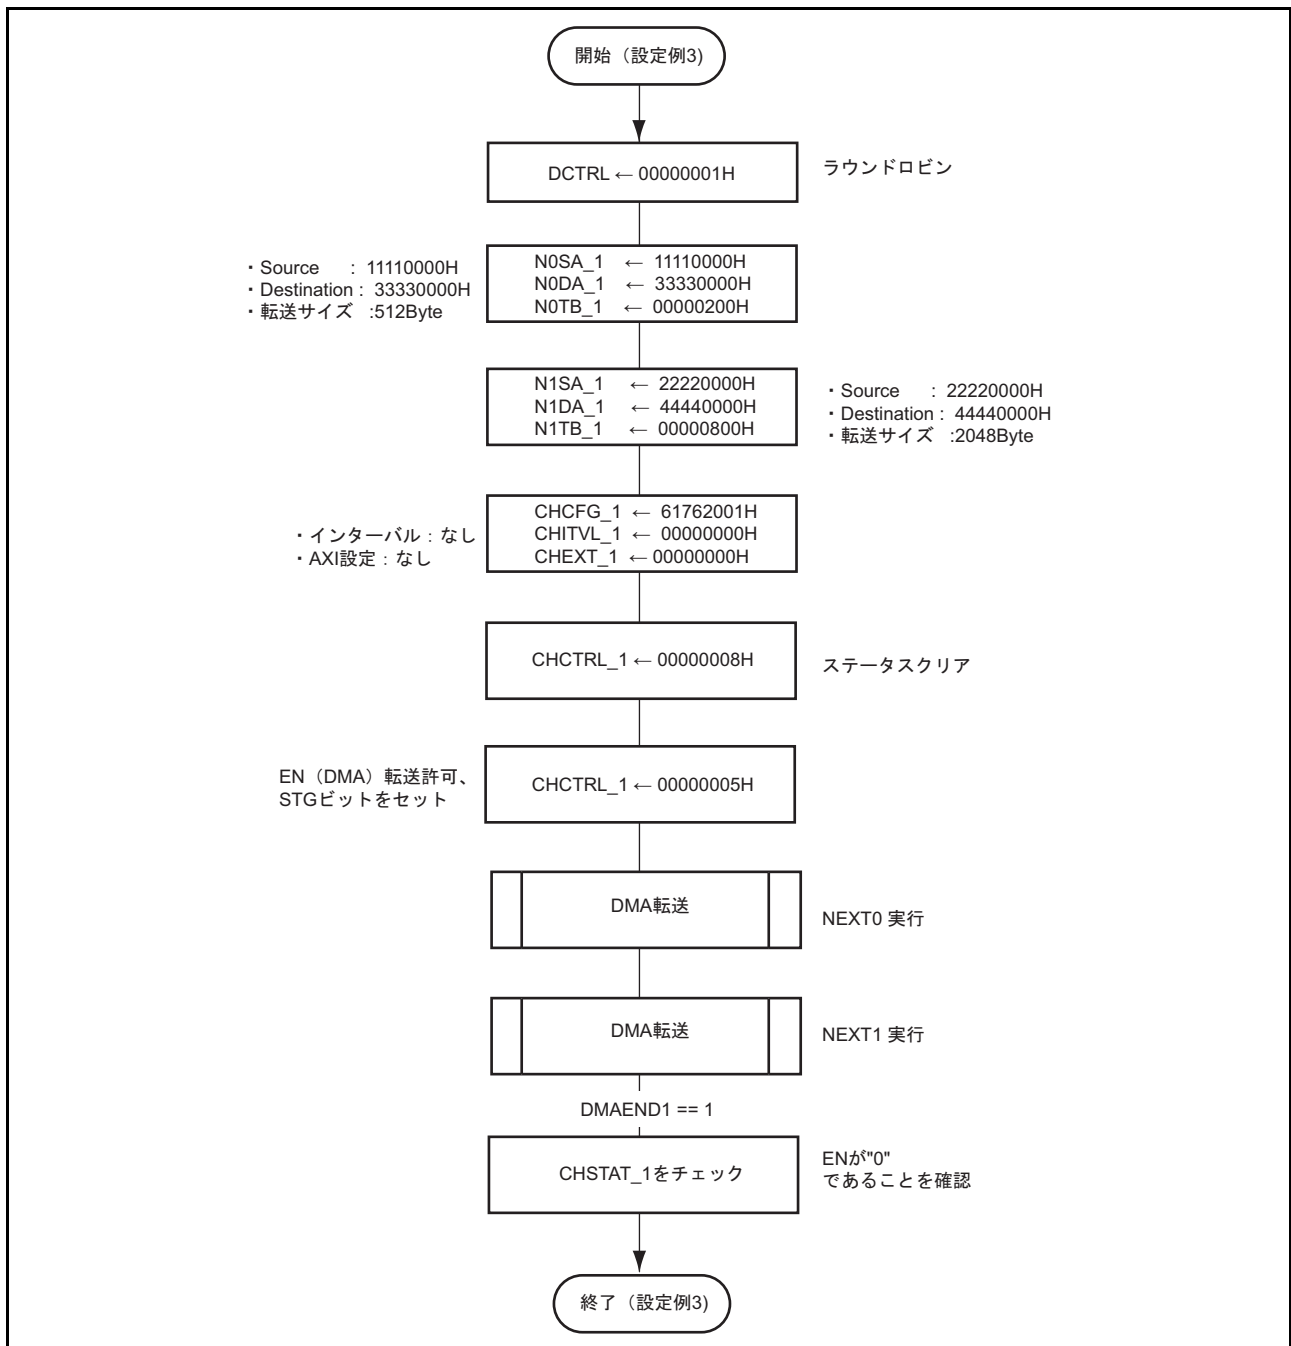 開始（設定例3)
DCTRL ← 00000001H
ラウンドロビン
・Source : 11110000H
・Destination : 33330000H
・転送サイズ :512Byte
N0SA_1 ← 11110000H
N0DA_1 ← 33330000H
N0TB_1 ← 00000200H
N1SA_1 ← 22220000H
N1DA_1 ← 44440000H
N1TB_1 ← 00000800H
・Source : 22220000H
・Destination : 44440000H
・転送サイズ :2048Byte
・インターバル：なし
・AXI設定：なし
CHCFG_1 ← 61762001H
CHITVL_1 ← 00000000H
CHEXT_1 ← 00000000H
CHCTRL_1 ← 00000008H
ステータスクリア
EN（DMA）転送許可、
STGビットをセット
CHCTRL_1 ← 00000005H
DMA転送
NEXT0 実行
DMA転送
NEXT1 実行
DMAEND1 == 1
CHSTAT_1をチェック
ENが"0"
であることを確認
終了（設定例3)